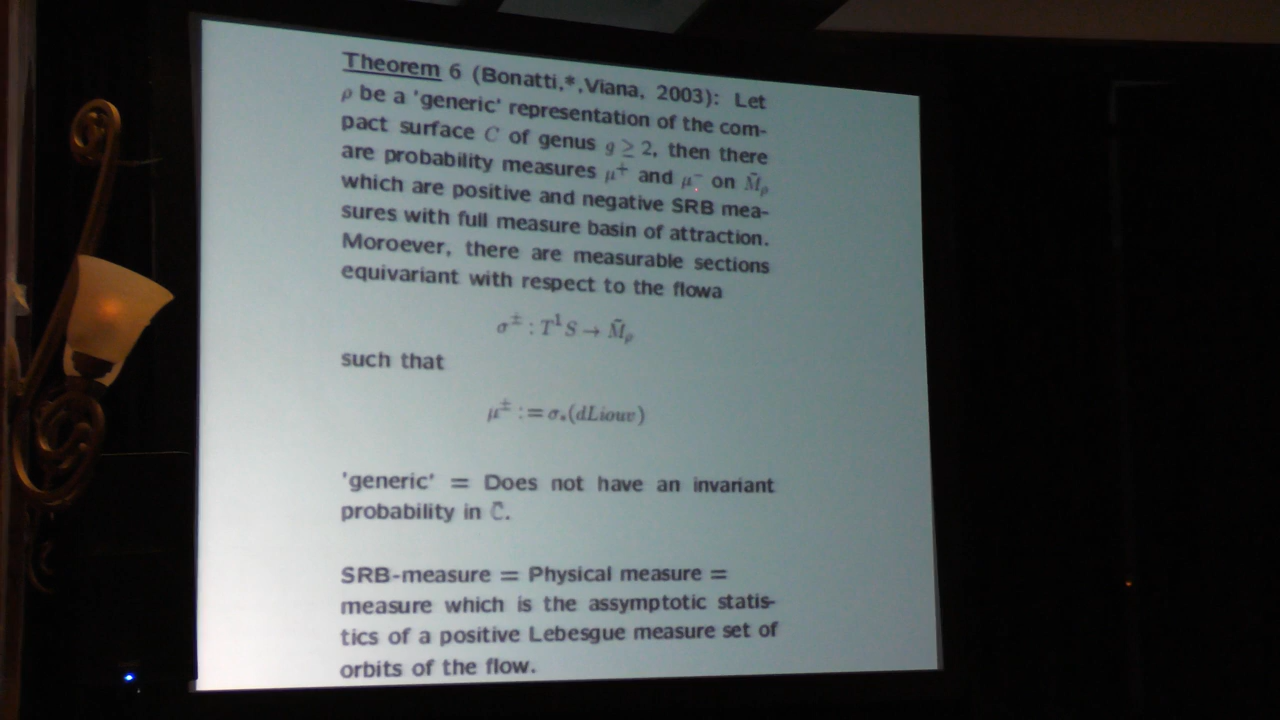 Theorem 6 (Bonatti,*,Viana, 2003): Let
ρ be a 'generic' representation of the com-
pact surface C of genus g ≥ 2, then there
are probability measures μ⁺ and μ⁻ on M̃ρ
which are positive and negative SRB mea-
sures with full measure basin of attraction.
Moroever, there are measurable sections
equivariant with respect to the flowa
σ± : T¹S → M̃ρ
such that
μ± := σ*(dLiouv)
'generic' = Does not have an invariant
probability in C̄.
SRB-measure = Physical measure =
measure which is the assymptotic statis-
tics of a positive Lebesgue measure set of
orbits of the flow.